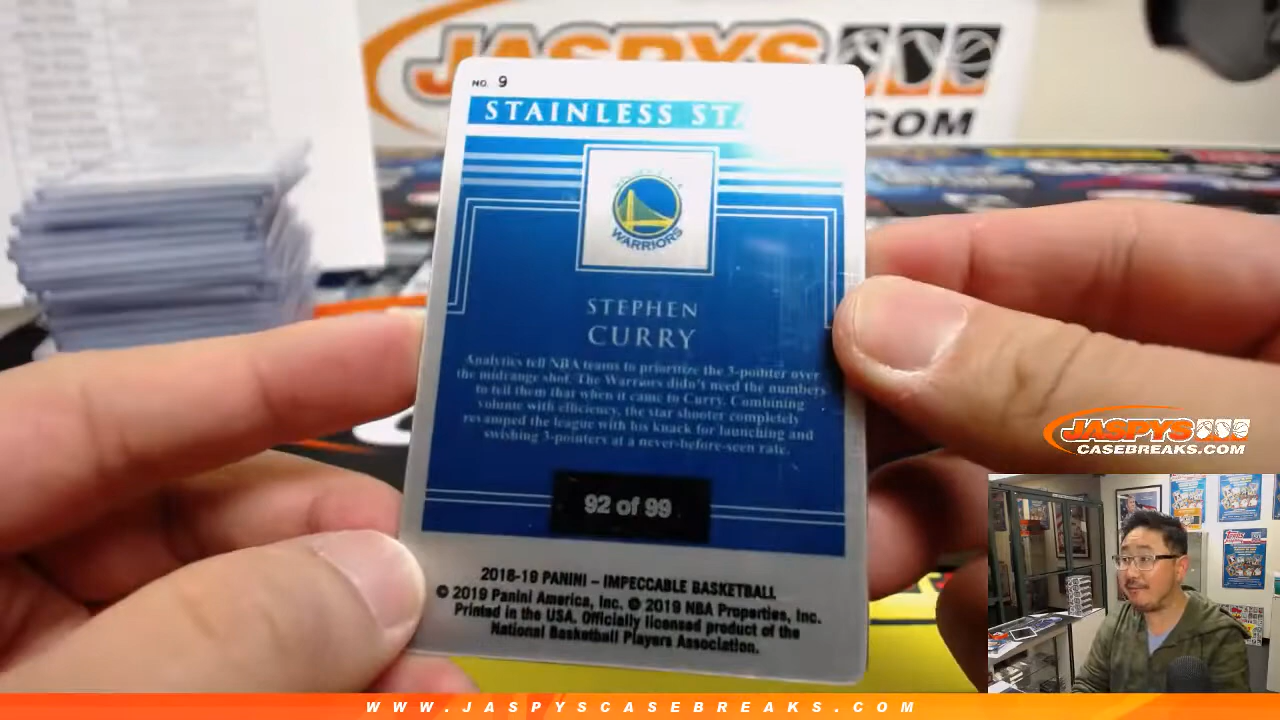 JASPYS
.COM
NO. 9
STAINLESS STA
WARRIORS
STEPHEN
CURRY
Analytics tell NBA teams to prioritize the 3-pointer over
the midrange shot. The Warriors didn't need the numbers
to tell them that when it came to Curry. Combining
volume with efficiency, the star shooter completely
revamped the league with his knack for launching and
swishing 3-pointers at a never-before-seen rate.
92 of 99
2018-19 PANINI – IMPECCABLE BASKETBALL
© 2019 Panini America, Inc. © 2019 NBA Properties, Inc.
Printed in the USA. Officially licensed product of the
National Basketball Players Association.
JASPYS
CASEBREAKS.COM
WWW.JASPYSCASEBREAKS.COM